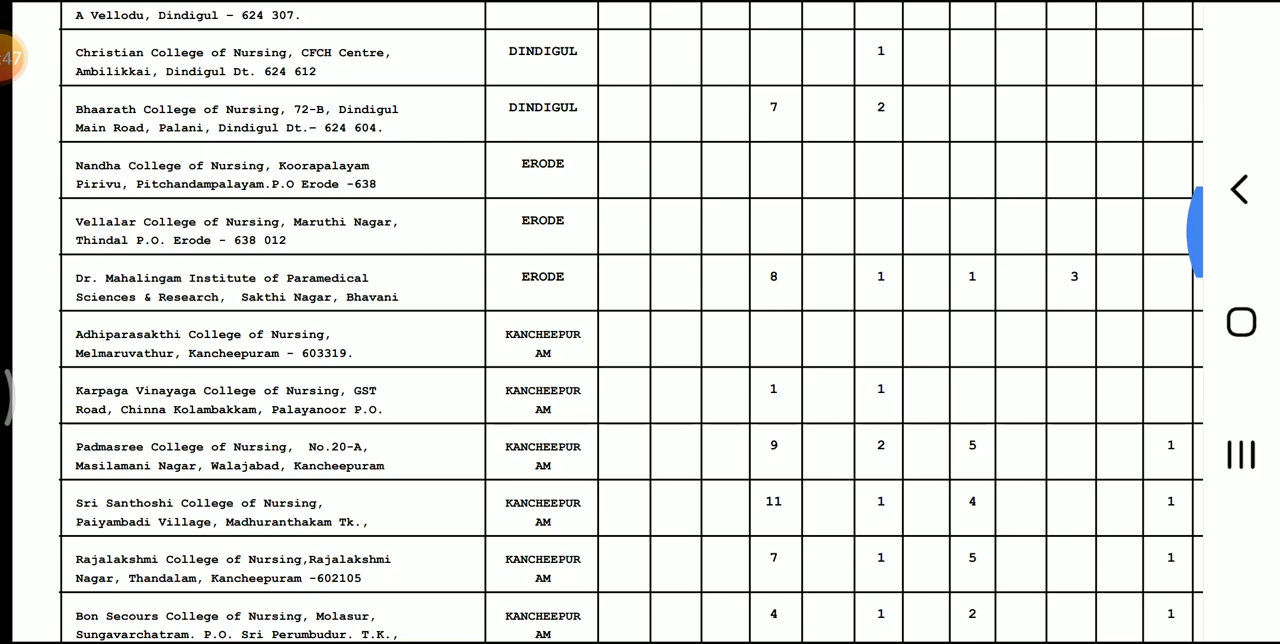 A Vellodu, Dindigul – 624 307.
Christian College of Nursing, CFCH Centre,
Ambilikkai, Dindigul Dt. 624 612
DINDIGUL
1
Bhaarath College of Nursing, 72-B, Dindigul
Main Road, Palani, Dindigul Dt.– 624 604.
DINDIGUL
7 2
Nandha College of Nursing, Koorapalayam
Pirivu, Pitchandampalayam.P.O Erode -638
ERODE
Vellalar College of Nursing, Maruthi Nagar,
Thindal P.O. Erode - 638 012
ERODE
Dr. Mahalingam Institute of Paramedical
Sciences & Research, Sakthi Nagar, Bhavani
ERODE
8 1 1 3
Adhiparasakthi College of Nursing,
Melmaruvathur, Kancheepuram - 603319.
KANCHEEPUR
AM
Karpaga Vinayaga College of Nursing, GST
Road, Chinna Kolambakkam, Palayanoor P.O.
KANCHEEPUR
AM
1 1
Padmasree College of Nursing, No.20-A,
Masilamani Nagar, Walajabad, Kancheepuram
KANCHEEPUR
AM
9 2 5 1
Sri Santhoshi College of Nursing,
Paiyambadi Village, Madhuranthakam Tk.,
KANCHEEPUR
AM
11 1 4 1
Rajalakshmi College of Nursing,Rajalakshmi
Nagar, Thandalam, Kancheepuram -602105
KANCHEEPUR
AM
7 1 5 1
Bon Secours College of Nursing, Molasur,
Sungavarchatram. P.O. Sri Perumbudur. T.K.,
KANCHEEPUR
AM
4 1 2 1
:47